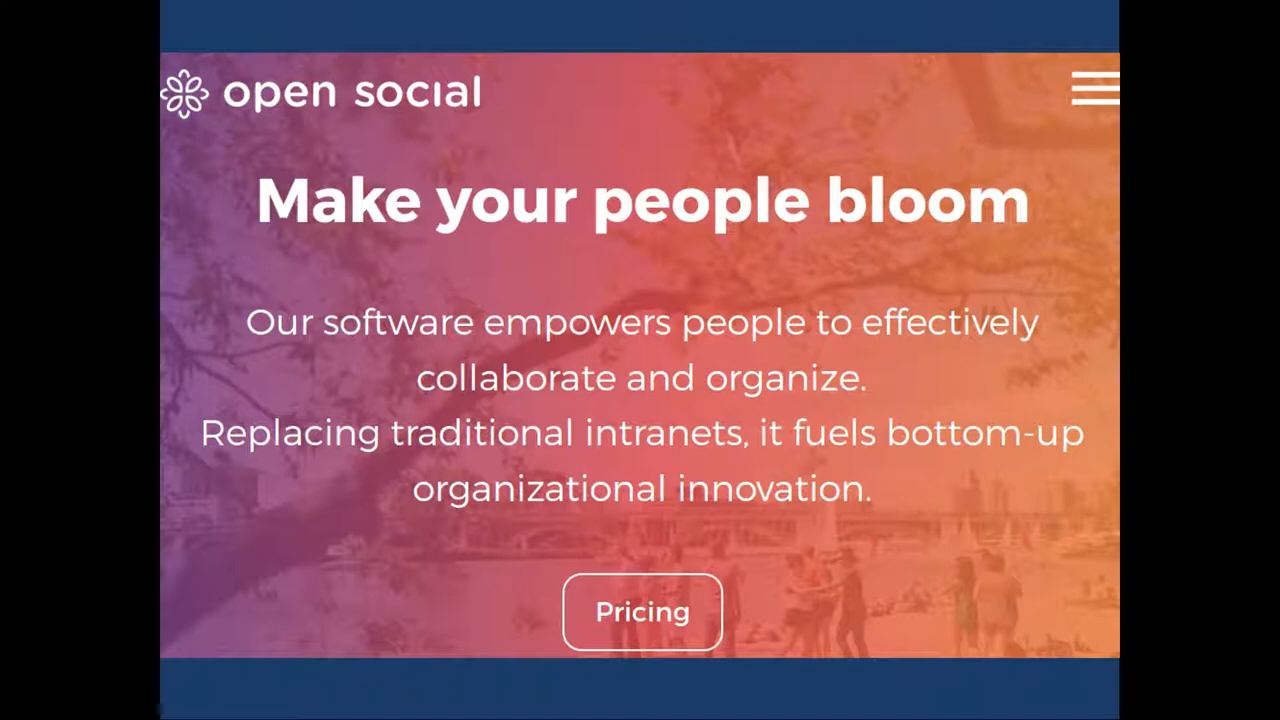 open social
Make your people bloom
Our software empowers people to effectively
collaborate and organize.
Replacing traditional intranets, it fuels bottom-up
organizational innovation.
Pricing